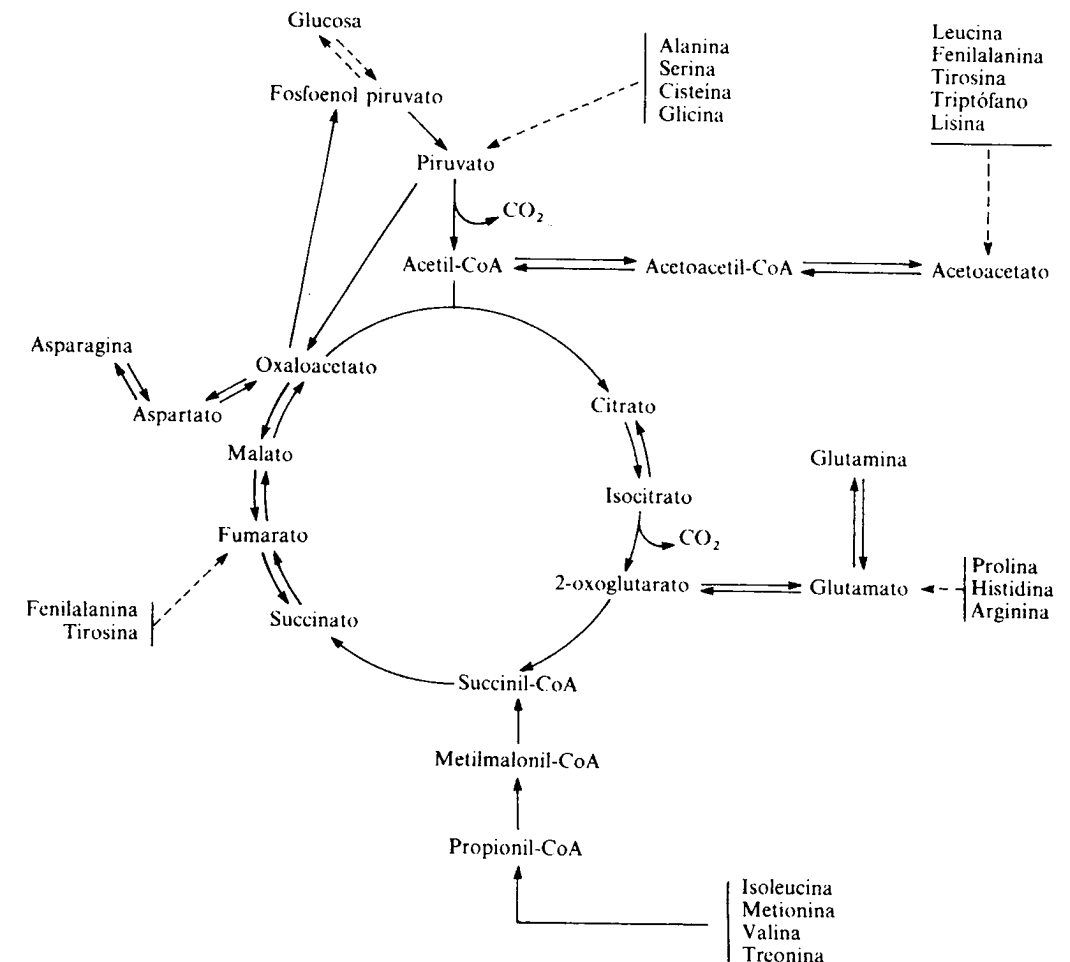 Glucosa
Fosfoenol piruvato
Alanina
Serina
Cisteína
Glicina
Leucina
Fenilalanina
Tirosina
Triptófano
Lisina
Piruvato
CO₂
Acetil-CoA
Acetoacetil-CoA
Acetoacetato
Asparagina
Oxaloacetato
Aspartato
Citrato
Malato
Isocitrato
Glutamina
Fumarato
CO₂
2-oxoglutarato
Glutamato
Prolina
Histidina
Arginina
Fenilalanina
Tirosina
Succinato
Succinil-CoA
Metilmalonil-CoA
Propionil-CoA
Isoleucina
Metionina
Valina
Treonina